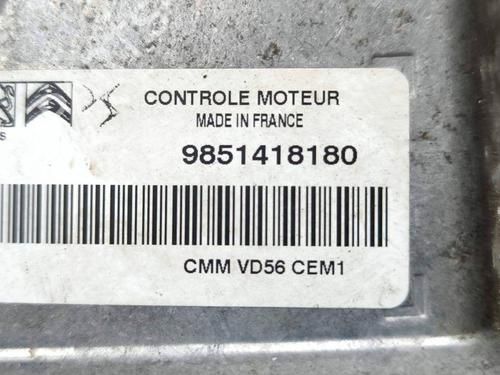 CONTROLE MOTEUR
MADE IN FRANCE
9851418180
CMM VD56 CEM1